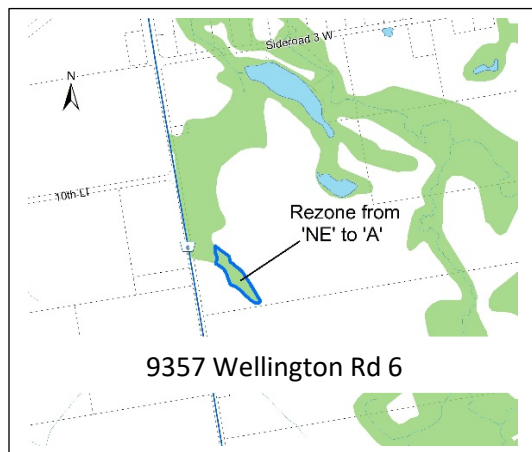 Sideroad 3 W
N
10th LI
Rezone from
'NE' to 'A'
6
9357 Wellington Rd 6